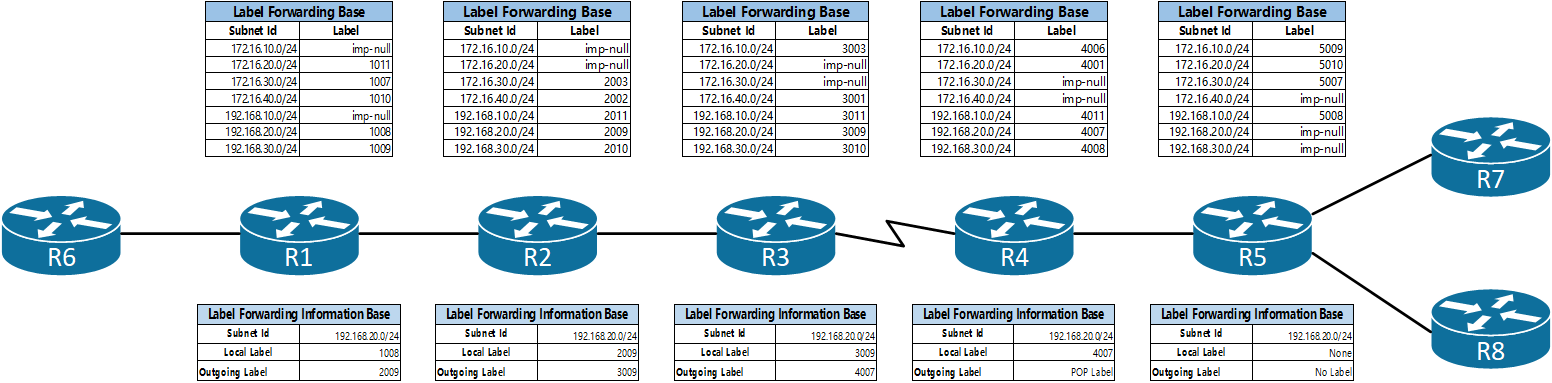 Label Forwarding Base Label Forwarding Base Label Forwarding Base Label Forwarding Base Label Forwarding Base
Subnet Id Label Subnet Id Label Subnet Id Label Subnet Id Label Subnet Id Label
172.16.10.0/24 imp-null 172.16.10.0/24 imp-null 172.16.10.0/24 3003 172.16.10.0/24 4006 172.16.10.0/24 5009
172.16.20.0/24 1011 172.16.20.0/24 imp-null 172.16.20.0/24 imp-null 172.16.20.0/24 4001 172.16.20.0/24 5010
172.16.30.0/24 1007 172.16.30.0/24 2003 172.16.30.0/24 imp-null 172.16.30.0/24 imp-null 172.16.30.0/24 5007
172.16.40.0/24 1010 172.16.40.0/24 2002 172.16.40.0/24 3001 172.16.40.0/24 imp-null 172.16.40.0/24 imp-null
192.168.10.0/24 imp-null 192.168.10.0/24 2011 192.168.10.0/24 3011 192.168.10.0/24 4011 192.168.10.0/24 5008
192.168.20.0/24 1008 192.168.20.0/24 2009 192.168.20.0/24 3009 192.168.20.0/24 4007 192.168.20.0/24 imp-null
192.168.30.0/24 1009 192.168.30.0/24 2010 192.168.30.0/24 3010 192.168.30.0/24 4008 192.168.30.0/24 imp-null
R7
R6 R1 R2 R3 R4 R5
R8
Label Forwarding Information Base Label Forwarding Information Base Label Forwarding Information Base Label Forwarding Information Base Label Forwarding Information Base
Subnet Id 192.168.20.0/24 Subnet Id 192.168.20.0/24 Subnet Id 192.168.20.0/24 Subnet Id 192.168.20.0/24 Subnet Id 192.168.20.0/24
Local Label 1008 Local Label 2009 Local Label 3009 Local Label 4007 Local Label None
Outgoing Label 2009 Outgoing Label 3009 Outgoing Label 4007 Outgoing Label POP Label Outgoing Label No Label